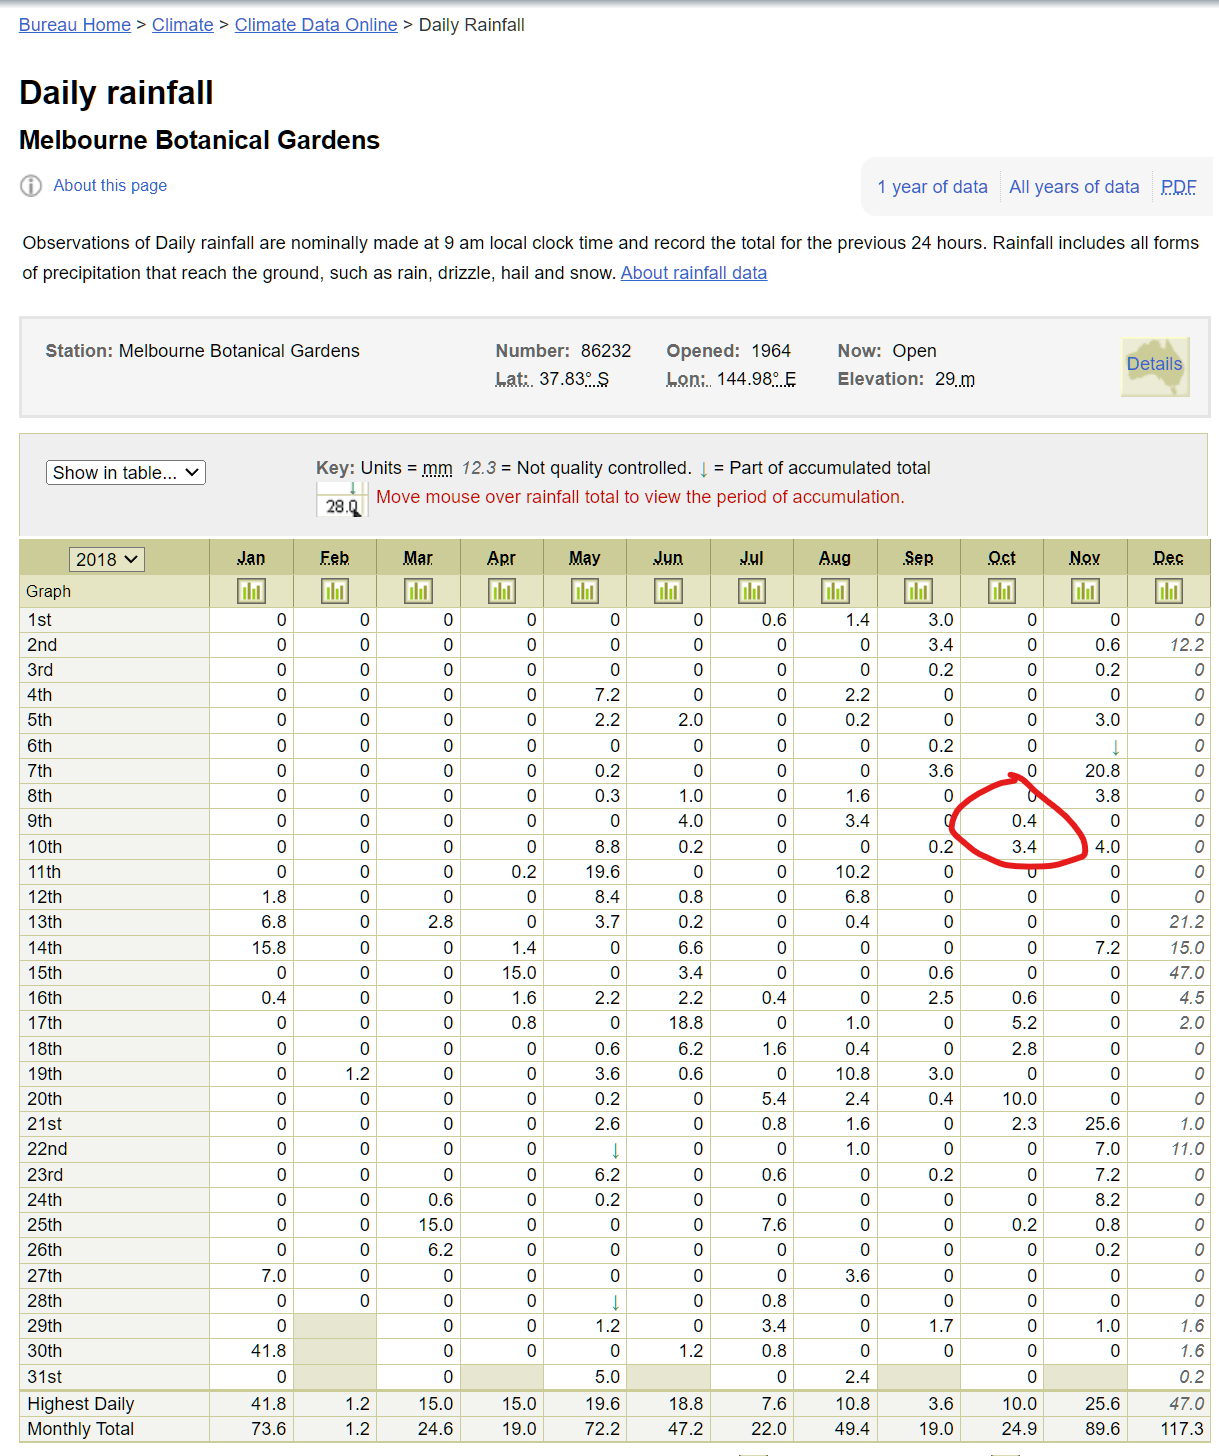 Bureau Home > Climate > Climate Data Online > Daily Rainfall
Daily rainfall
Melbourne Botanical Gardens
About this page
1 year of data All years of data PDF
Observations of Daily rainfall are nominally made at 9 am local clock time and record the total for the previous 24 hours. Rainfall includes all forms
of precipitation that reach the ground, such as rain, drizzle, hail and snow. About rainfall data
Station: Melbourne Botanical Gardens Number: 86232 Opened: 1964 Now: Open
Lat: 37.83° S Lon: 144.98° E Elevation: 29 m
Details
Show in table... Key: Units = mm 12.3 = Not quality controlled. ↓ = Part of accumulated total
28.0 Move mouse over rainfall total to view the period of accumulation.
2018 Jan Feb Mar Apr May Jun Jul Aug Sep Oct Nov Dec
Graph
1st 0 0 0 0 0 0 0.6 1.4 3.0 0 0 0
2nd 0 0 0 0 0 0 0 0 3.4 0 0.6 12.2
3rd 0 0 0 0 0 0 0 0 0.2 0 0.2 0
4th 0 0 0 0 7.2 0 0 2.2 0 0 0 0
5th 0 0 0 0 2.2 2.0 0 0.2 0 0 3.0 0
6th 0 0 0 0 0 0 0 0 0.2 0 ↓ 0
7th 0 0 0 0 0.2 0 0 0 3.6 0 20.8 0
8th 0 0 0 0 0.3 1.0 0 1.6 0 0 3.8 0
9th 0 0 0 0 0 4.0 0 3.4 0 0.4 0 0
10th 0 0 0 0 8.8 0.2 0 0 0.2 3.4 4.0 0
11th 0 0 0 0.2 19.6 0 0 10.2 0 0 0 0
12th 1.8 0 0 0 8.4 0.8 0 6.8 0 0 0 0
13th 6.8 0 2.8 0 3.7 0.2 0 0.4 0 0 0 21.2
14th 15.8 0 0 1.4 0 6.6 0 0 0 0 7.2 15.0
15th 0 0 0 15.0 0 3.4 0 0 0.6 0 0 47.0
16th 0.4 0 0 1.6 2.2 2.2 0.4 0 2.5 0.6 0 4.5
17th 0 0 0 0.8 0 18.8 0 1.0 0 5.2 0 2.0
18th 0 0 0 0 0.6 6.2 1.6 0.4 0 2.8 0 0
19th 0 1.2 0 0 3.6 0.6 0 10.8 3.0 0 0 0
20th 0 0 0 0 0.2 0 5.4 2.4 0.4 10.0 0 0
21st 0 0 0 0 2.6 0 0.8 1.6 0 2.3 25.6 1.0
22nd 0 0 0 0 ↓ 0 0 1.0 0 0 7.0 11.0
23rd 0 0 0 0 6.2 0 0.6 0 0.2 0 7.2 0
24th 0 0 0.6 0 0.2 0 0 0 0 0 8.2 0
25th 0 0 15.0 0 0 0 7.6 0 0 0.2 0.8 0
26th 0 0 6.2 0 0 0 0 0 0 0 0.2 0
27th 7.0 0 0 0 0 0 0 3.6 0 0 0 0
28th 0 0 0 0 ↓ 0 0.8 0 0 0 0 0
29th 0 0 0 1.2 0 3.4 0 1.7 0 1.0 1.6
30th 41.8 0 0 0 1.2 0.8 0 0 0 0 1.6
31st 0 0 5.0 0 2.4 0 0.2
Highest Daily 41.8 1.2 15.0 15.0 19.6 18.8 7.6 10.8 3.6 10.0 25.6 47.0
Monthly Total 73.6 1.2 24.6 19.0 72.2 47.2 22.0 49.4 19.0 24.9 89.6 117.3